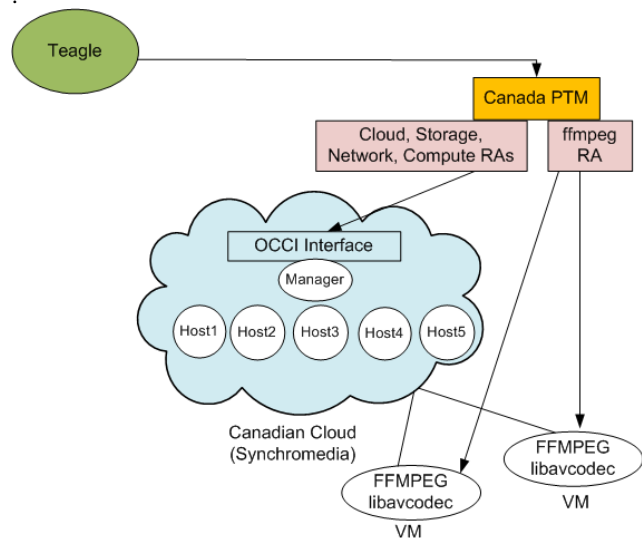 Teagle
Canada PTM
Cloud, Storage,
Network, Compute RAs
ffmpeg
RA
OCCI Interface
Manager
Host1
Host2
Host3
Host4
Host5
Canadian Cloud
(Synchromedia)
FFMPEG
libavcodec
VM
FFMPEG
libavcodec
VM